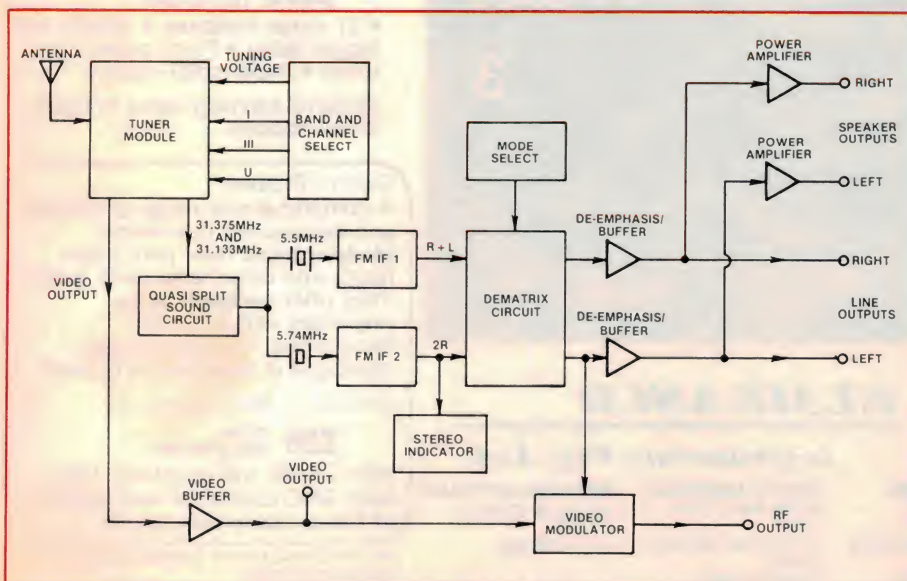 ANTENNA
TUNER
MODULE
TUNING
VOLTAGE
I
III
U
BAND AND
CHANNEL
SELECT
31.375MHz
AND
31.133MHz
VIDEO
OUTPUT
QUASI SPLIT
SOUND
CIRCUIT
5.5MHz
FM IF 1
R + L
5.74MHz
FM IF 2
2R
STEREO
INDICATOR
MODE
SELECT
DEMATRIX
CIRCUIT
DE-EMPHASIS/
BUFFER
DE-EMPHASIS/
BUFFER
POWER
AMPLIFIER
RIGHT
SPEAKER
OUTPUTS
POWER
AMPLIFIER
LEFT
RIGHT
LINE
OUTPUTS
LEFT
VIDEO
BUFFER
VIDEO
OUTPUT
VIDEO
MODULATOR
RF
OUTPUT